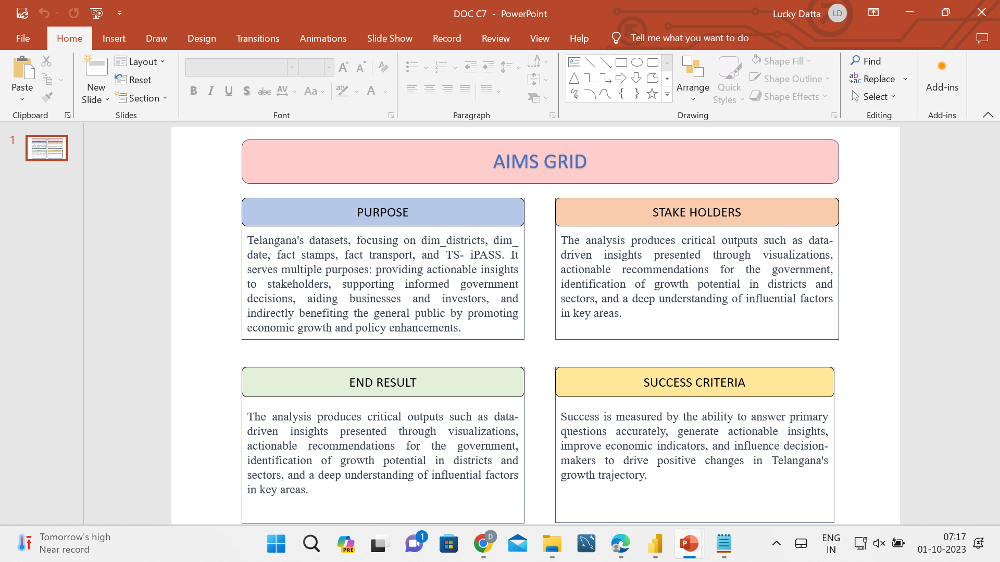 DOC C7 - PowerPoint
Lucky Datta
LD
File
Home
Insert
Draw
Design
Transitions
Animations
Slide Show
Record
Review
View
Help
Tell me what you want to do
Paste
Clipboard
New
Slide
Layout
Reset
Section
Slides
B I U S abc AV Aa A
Font
Paragraph
Arrange
Quick
Styles
Shape Fill
Shape Outline
Shape Effects
Drawing
Find
Replace
Select
Editing
Add-ins
Add-ins
1
AIMS GRID
PURPOSE
Telangana's datasets, focusing on dim_districts, dim_
date, fact_stamps, fact_transport, and TS- iPASS. It
serves multiple purposes: providing actionable insights
to stakeholders, supporting informed government
decisions, aiding businesses and investors, and
indirectly benefiting the general public by promoting
economic growth and policy enhancements.
STAKE HOLDERS
The analysis produces critical outputs such as data-
driven insights presented through visualizations,
actionable recommendations for the government,
identification of growth potential in districts and
sectors, and a deep understanding of influential factors
in key areas.
END RESULT
The analysis produces critical outputs such as data-
driven insights presented through visualizations,
actionable recommendations for the government,
identification of growth potential in districts and
sectors, and a deep understanding of influential factors
in key areas.
SUCCESS CRITERIA
Success is measured by the ability to answer primary
questions accurately, generate actionable insights,
improve economic indicators, and influence decision-
makers to drive positive changes in Telangana's
growth trajectory.
Tomorrow's high
Near record
PRE
1
D
ENG
IN
07:17
01-10-2023